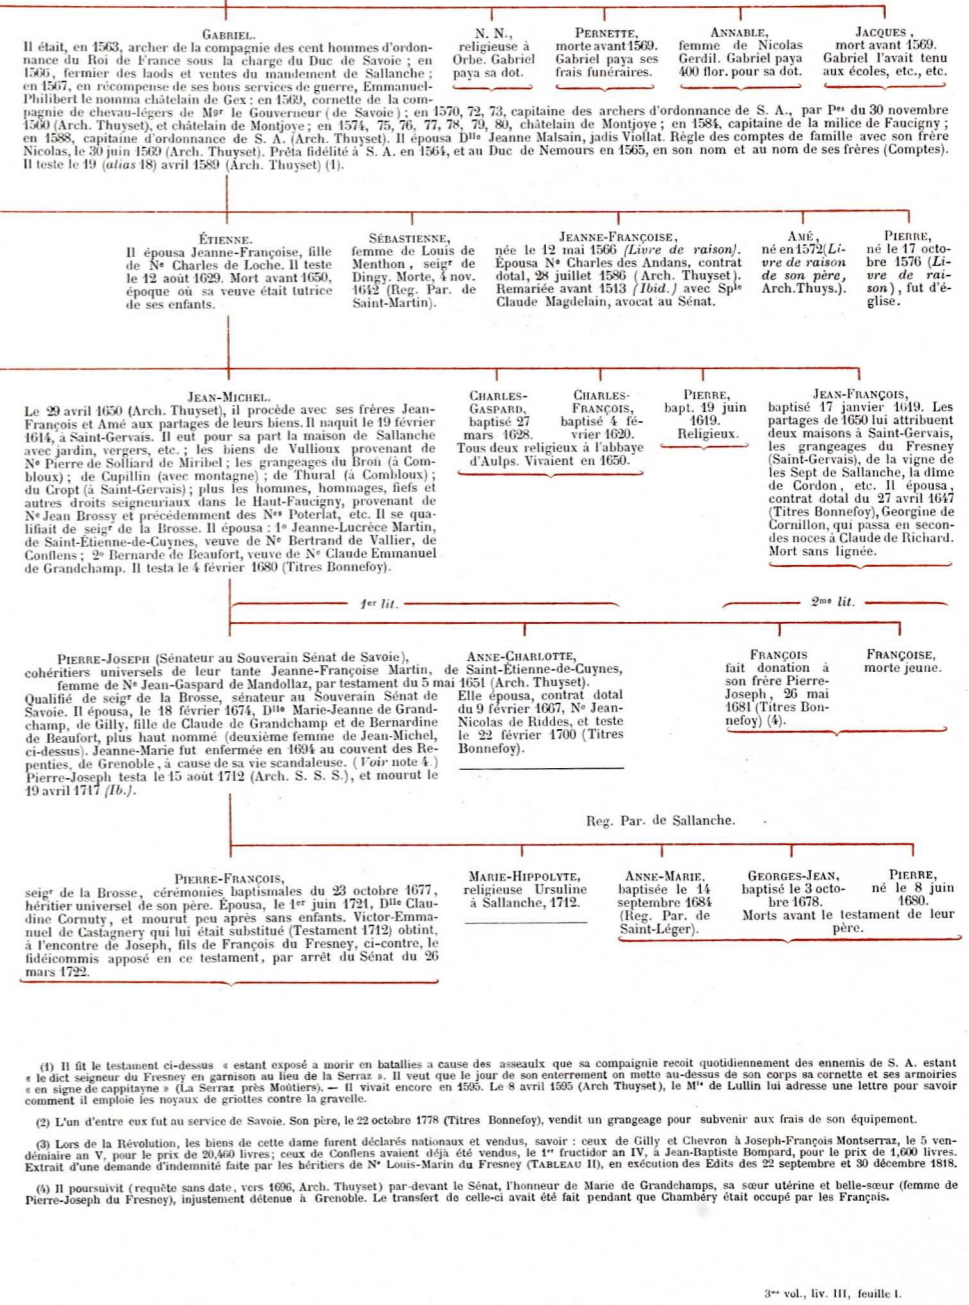 GABRIEL.
Il était, en 1563, archer de la compagnie des cent hommes d'ordon-
nance du Roi de France sous la charge du Duc de Savoie ; en
1566, fermier des laods et ventes du mandement de Sallanche ;
en 1567, en récompense de ses bons services de guerre, Emmanuel-
Philibert le nomma châtelain de Gex : en 1569, cornette de la com-
pagnie de chevau-légers de Mgr le Gouverneur (de Savoie) ; en 1570, 72, 73, capitaine des archers d'ordonnance de S. A., par Pes du 30 novembre
1560 (Arch. Thuyset), et châtelain de Montjoye ; en 1574, 75, 76, 77, 78, 79, 80, châtelain de Montjoye ; en 1584, capitaine de la milice de Faucigny ;
en 1588, capitaine d'ordonnance de S. A. (Arch. Thuyset). Il épousa Dlle Jeanne Malsain, jadis Viollat. Règle des comptes de famille avec son frère
Nicolas, le 30 juin 1569 (Arch. Thuyset). Prêta fidélité à S. A. en 1564, et au Duc de Nemours en 1565, en son nom et au nom de ses frères (Comptes).
Il teste le 19 (alias 18) avril 1589 (Arch. Thuyset) (1).
N. N.,
religieuse à
Orbe. Gabriel
paya sa dot.
PERNETTE,
morte avant 1569.
Gabriel paya ses
frais funéraires.
ANNABLE,
femme de Nicolas
Gerdil. Gabriel paya
400 flor. pour sa dot.
JACQUES,
mort avant 1569.
Gabriel l'avait tenu
aux écoles, etc., etc.
ÉTIENNE.
Il épousa Jeanne-Françoise, fille
de Ne Charles de Loche. Il teste
le 12 août 1629. Mort avant 1650,
époque où sa veuve était tutrice
de ses enfants.
SÉBASTIENNE,
femme de Louis de
Menthon, seigr de
Dingy. Morte, 4 nov.
1642 (Reg. Par. de
Saint-Martin).
JEANNE-FRANÇOISE,
née le 12 mai 1566 (Livre de raison).
Épousa Ne Charles des Andans, contrat
dotal, 28 juillet 1586 (Arch. Thuyset).
Remariée avant 1513 (Ibid.) avec Sple
Claude Magdelain, avocat au Sénat.
AMÉ,
né en 1572 (Li-
vre de raison
de son père,
Arch. Thuys.).
PIERRE,
né le 17 octo-
bre 1576 (Li-
vre de rai-
son), fut d'é-
glise.
JEAN-MICHEL.
Le 29 avril 1650 (Arch. Thuyset), il procède avec ses frères Jean-
François et Amé aux partages de leurs biens. Il naquit le 19 février
1614, à Saint-Gervais. Il eut pour sa part la maison de Sallanche
avec jardin, vergers, etc. ; les biens de Vullioux provenant de
Ne Pierre de Solliard de Miribel ; les grangeages du Brou (à Com-
bloux) ; de Cupillin (avec montagne) ; de Thural (à Combloux) ;
du Cropt (à Saint-Gervais) ; plus les hommes, hommages, fiefs et
autres droits seigneuriaux dans le Haut-Faucigny, provenant de
Ne Jean Brossy et précédemment des Nes Poterlat, etc. Il se qua-
lifiait de seigr de la Brosse. Il épousa : 1º Jeanne-Lucrèce Martin,
de Saint-Étienne-de-Cuynes, veuve de Ne Bertrand de Vallier, de
Conflens ; 2º Bernarde de Beaufort, veuve de Ne Claude Emmanuel
de Grandchamp. Il testa le 4 février 1680 (Titres Bonnefoy).
CHARLES-
GASPARD,
baptisé 27
mars 1628.
CHARLES-
FRANÇOIS,
baptisé 4 fé-
vrier 1620.
Tous deux religieux à l'abbaye
d'Aulps. Vivaient en 1650.
PIERRE,
bapt. 19 juin
1619.
Religieux.
JEAN-FRANÇOIS,
baptisé 17 janvier 1619. Les
partages de 1650 lui attribuent
deux maisons à Saint-Gervais,
les grangeages du Fresney
(Saint-Gervais), de la vigne de
les Sept de Sallanche, la dîme
de Cordon, etc. Il épousa,
contrat dotal du 27 avril 1647
(Titres Bonnefoy), Georgine de
Cornillon, qui passa en secon-
des noces à Claude de Richard.
Mort sans lignée.
1er lit.
2me lit.
PIERRE-JOSEPH (Sénateur au Souverain Sénat de Savoie), ANNE-CHARLOTTE,
cohéritiers universels de leur tante Jeanne-Françoise Martin, de Saint-Étienne-de-Cuynes,
femme de Ne Jean-Gaspard de Mandollaz, par testament du 5 mai 1651 (Arch. Thuyset).
Qualifié de seigr de la Brosse, sénateur au Souverain Sénat de
Savoie. Il épousa, le 18 février 1674, Dlle Marie-Jeanne de Grand-
champ, de Gilly, fille de Claude de Grandchamp et de Bernardine
de Beaufort, plus haut nommé (deuxième femme de Jean-Michel,
ci-dessus). Jeanne-Marie fut enfermée en 1694 au couvent des Re-
penties, de Grenoble, à cause de sa vie scandaleuse. (Voir note 4.)
Pierre-Joseph testa le 15 août 1712 (Arch. S. S. S.), et mourut le
19 avril 1717 (Ib.).
Elle épousa, contrat dotal
du 9 février 1667, Ne Jean-
Nicolas de Riddes, et teste
le 22 février 1700 (Titres
Bonnefoy).
FRANÇOIS
fait donation à
son frère Pierre-
Joseph, 26 mai
1681 (Titres Bon-
nefoy) (4).
FRANÇOISE,
morte jeune.
Reg. Par. de Sallanche.
PIERRE-FRANÇOIS,
seigr de la Brosse, cérémonies baptismales du 23 octobre 1677,
héritier universel de son père. Épousa, le 1er juin 1721, Dlle Clau-
dine Cornuty, et mourut peu après sans enfants. Victor-Emma-
nuel de Castagnery qui lui était substitué (Testament 1712) obtint,
à l'encontre de Joseph, fils de François du Fresney, ci-contre, le
fidéicommis apposé en ce testament, par arrêt du Sénat du 26
mars 1722.
MARIE-HIPPOLYTE,
religieuse Ursuline
à Sallanche, 1712.
ANNE-MARIE,
baptisée le 14
septembre 1684
(Reg. Par. de
Saint-Léger).
GEORGES-JEAN,
baptisé le 3 octo-
bre 1678.
PIERRE,
né le 8 juin
1680.
Morts avant le testament de leur
père.
(1) Il fit le testament ci-dessus « estant exposé a morir en batallies a cause des asseaulx que sa compaignie recoit quotidiennement des ennemis de S. A. estant
« le dict seigneur du Fresney en garnison au lieu de la Serraz ». Il veut que le jour de son enterrement on mette au-dessus de son corps sa cornette et ses armoiries
« en signe de cappitayne » (La Serraz près Moûtiers). — Il vivait encore en 1595. Le 8 avril 1595 (Arch Thuyset), le Mis de Lullin lui adresse une lettre pour savoir
comment il emploie les noyaux de griottes contre la gravelle.
(2) L'un d'entre eux fut au service de Savoie. Son père, le 22 octobre 1778 (Titres Bonnefoy), vendit un grangeage pour subvenir aux frais de son équipement.
(3) Lors de la Révolution, les biens de cette dame furent déclarés nationaux et vendus, savoir : ceux de Gilly et Chevron à Joseph-François Montserraz, le 5 ven-
démiaire an V, pour le prix de 20,460 livres; ceux de Conflens avaient déjà été vendus, le 1er fructidor an IV, à Jean-Baptiste Bompard, pour le prix de 1,600 livres.
Extrait d'une demande d'indemnité faite par les héritiers de Ne Louis-Marin du Fresney (TABLEAU II), en exécution des Edits des 22 septembre et 30 décembre 1818.
(4) Il poursuivit (requête sans date, vers 1696, Arch. Thuyset) par-devant le Sénat, l'honneur de Marie de Grandchamps, sa sœur utérine et belle-sœur (femme de
Pierre-Joseph du Fresney), injustement détenue à Grenoble. Le transfert de celle-ci avait été fait pendant que Chambéry était occupé par les Français.
3me vol., liv. III, feuille 1.